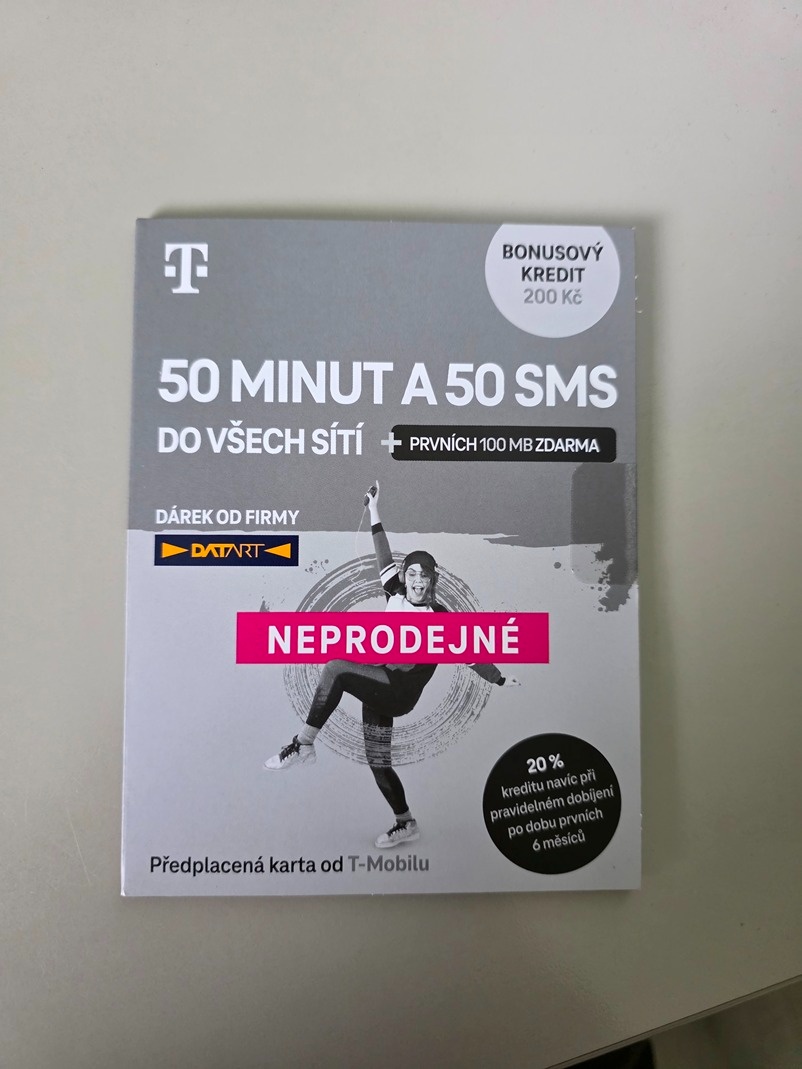 T
BONUSOVÝ
KREDIT
200 Kč
50 MINUT A 50 SMS
DO VŠECH SÍTÍ + PRVNÍCH 100 MB ZDARMA
DÁREK OD FIRMY
DATART
NEPRODEJNÉ
20 %
kreditu navíc při
pravidelném dobíjení
po dobu prvních
6 měsíců
Předplacená karta od T-Mobilu